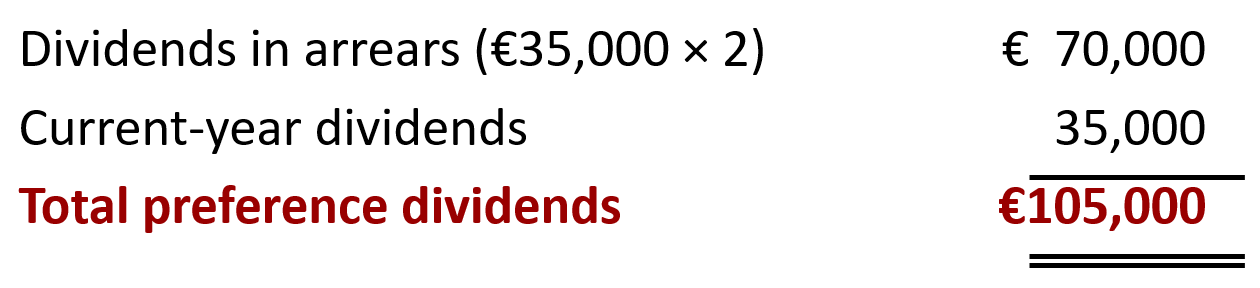 Dividends in arrears (€35,000 × 2) € 70,000
Current-year dividends 35,000
Total preference dividends €105,000